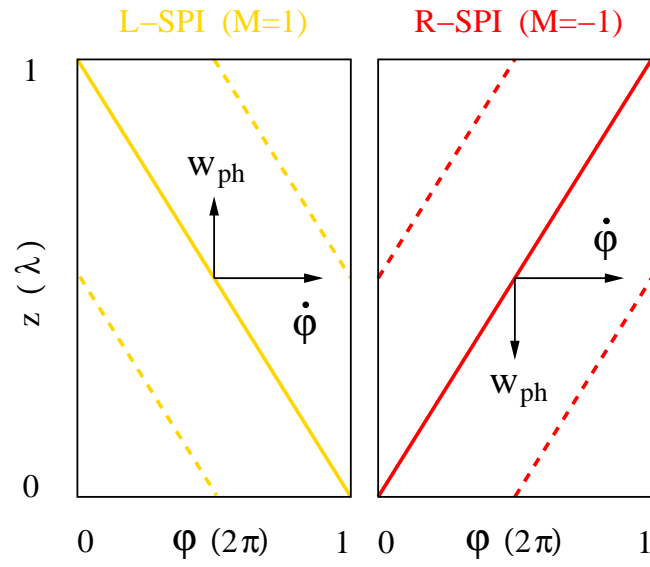 L−SPI (M=1)
R−SPI (M=−1)
1
w_ph
φ̇
z (λ)
φ̇
w_ph
0
0 φ (2π) 1
0 φ (2π) 1